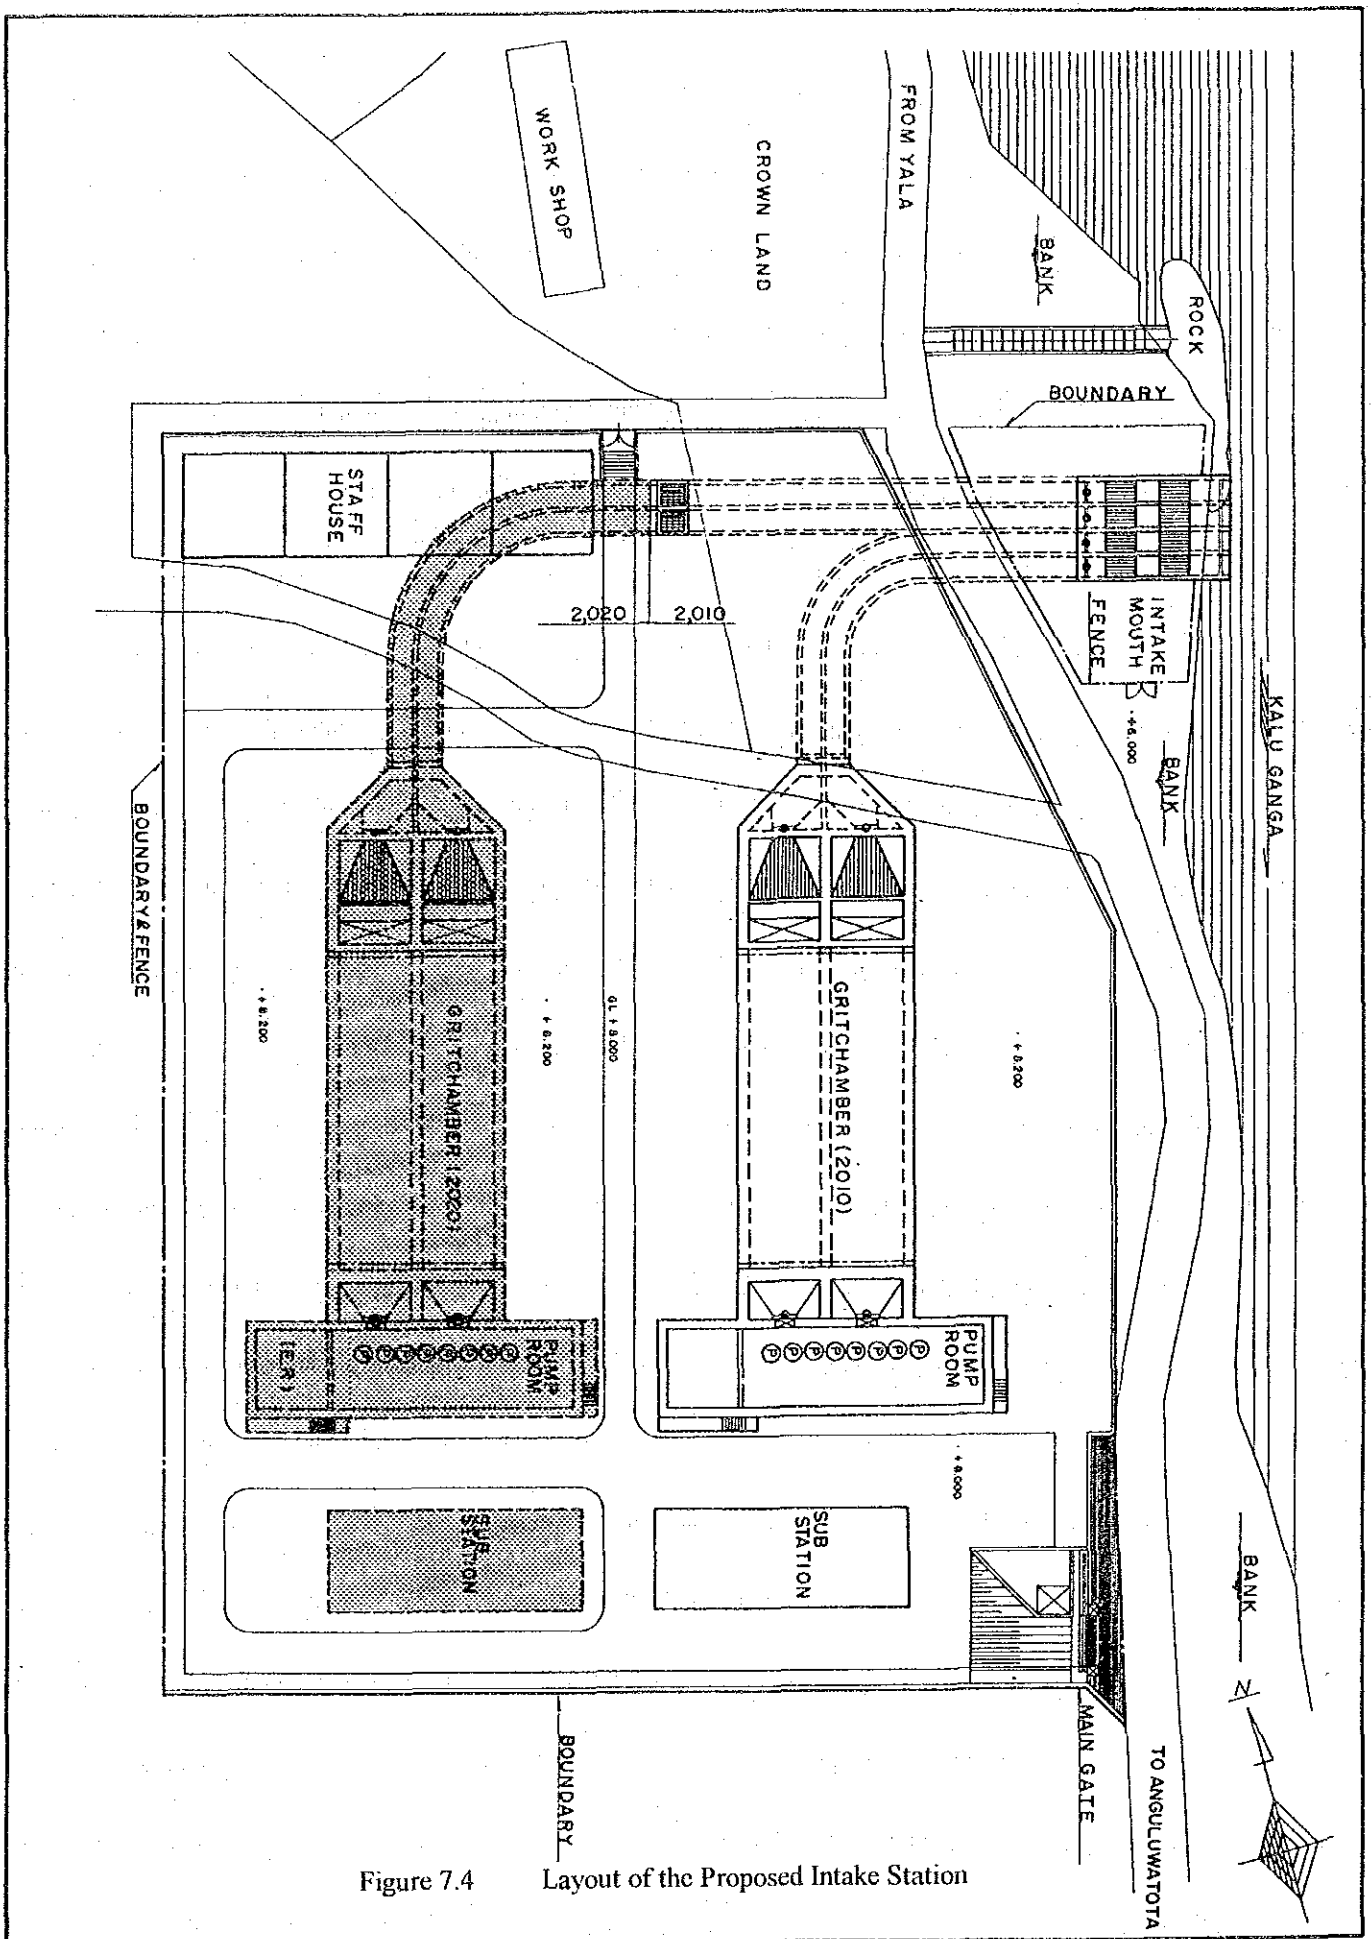 KALU GANGA
BANK
ROCK
BANK
BANK
N
BOUNDARY
INTAKE
MOUTH
FENCE
FROM YALA
CROWN LAND
WORK SHOP
TO ANGULUWATOTA
MAIN GATE
BOUNDARY
2,020
2,010
STAFF
HOUSE
GRITCHAMBER (2010)
GRITCHAMBER (2020)
PUMP
ROOM
P P P P P P P P
PUMP
ROOM
P P P P P P P P
(ER)
SUB
STATION
SUB
STATION
BOUNDARY & FENCE
Figure 7.4 Layout of the Proposed Intake Station